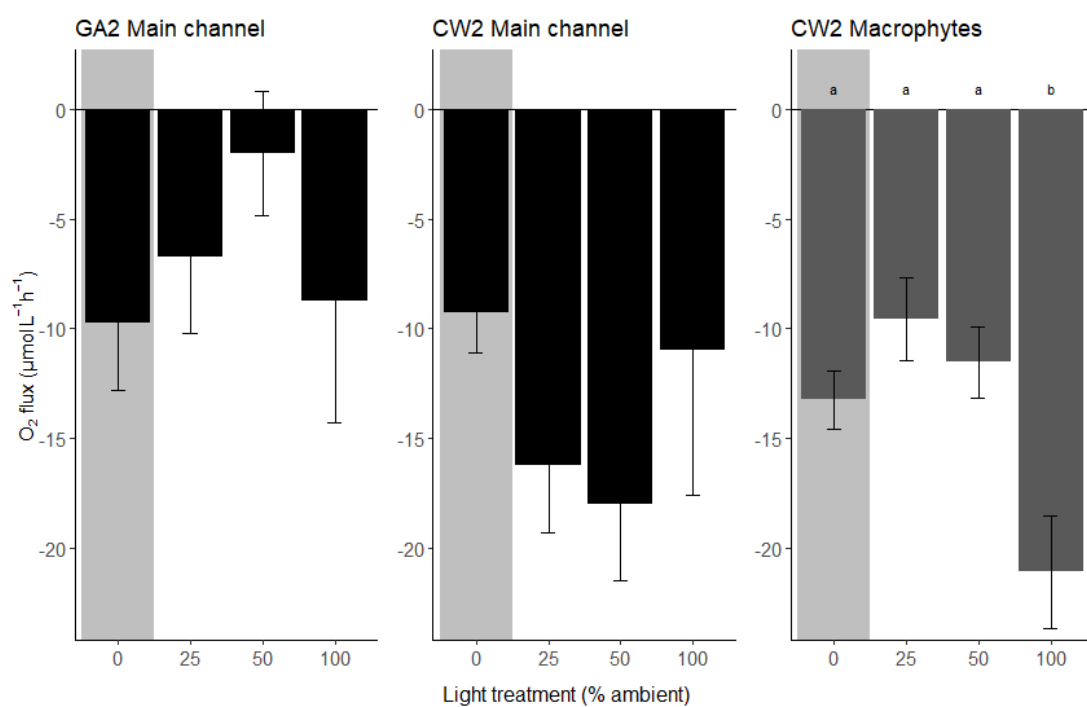 GA2 Main channel
CW2 Main channel
CW2 Macrophytes
O₂ flux (µmolL⁻¹h⁻¹)
0
-5
-10
-15
-20
0 25 50 100
0
-5
-10
-15
-20
0 25 50 100
a a a b
0
-5
-10
-15
-20
0 25 50 100
Light treatment (% ambient)